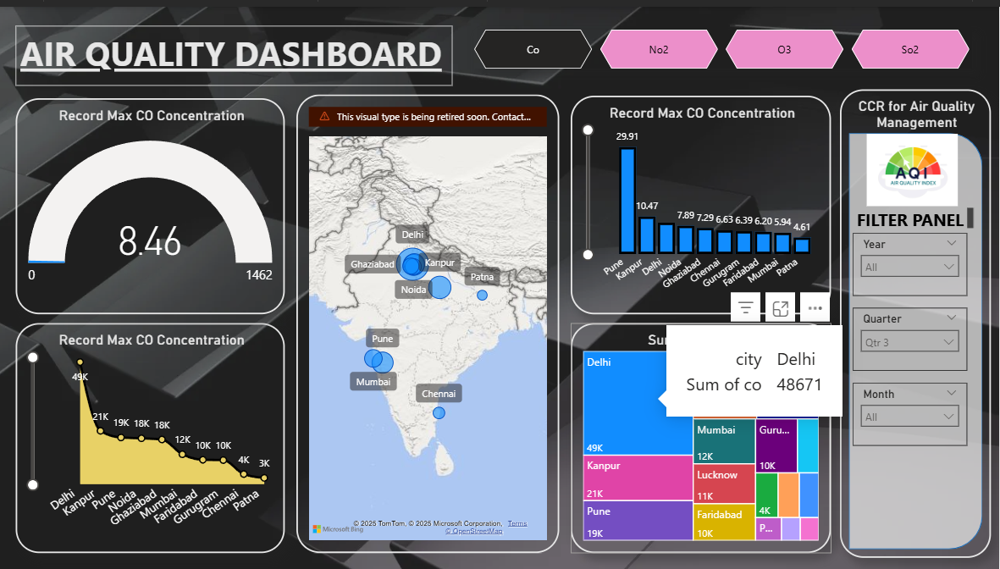 AIR QUALITY DASHBOARD
Co
No2
O3
So2
Record Max CO Concentration
8.46
0
1462
Record Max CO Concentration
49K
21K
19K
18K
18K
12K
10K
10K
4K
3K
Delhi
Kanpur
Pune
Noida
Ghaziabad
Mumbai
Faridabad
Gurugram
Chennai
Patna
This visual type is being retired soon. Contact...
Delhi
Ghaziabad
Kanpur
Noida
Patna
Pune
Mumbai
Chennai
Microsoft Bing
© 2025 TomTom, © 2025 Microsoft Corporation, Terms
© OpenStreetMap
Record Max CO Concentration
29.91
10.47
7.89
7.29
6.63
6.39
6.20
5.94
4.61
Pune
Kanpur
Delhi
Noida
Ghaziabad
Chennai
Gurugram
Faridabad
Mumbai
Patna
city Delhi
Sum of co 48671
Delhi
49K
Kanpur
21K
Pune
19K
Mumbai
12K
Lucknow
11K
Faridabad
10K
Guru...
10K
4K
P...
CCR for Air Quality
Management
AQI
AIR QUALITY INDEX
FILTER PANEL
Year
All
Quarter
Qtr 3
Month
All